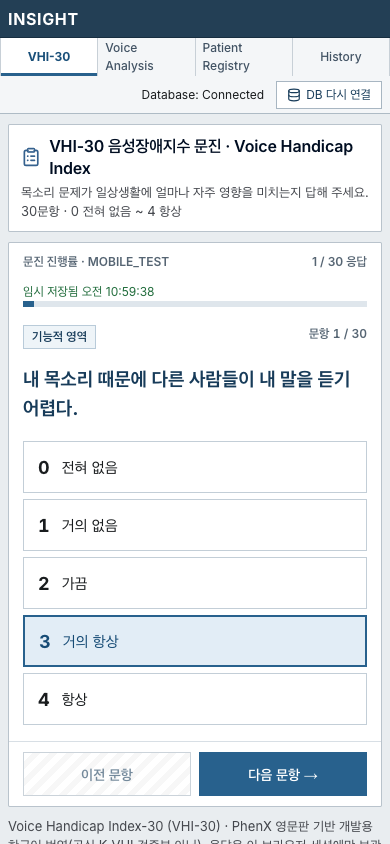 INSIGHT
VHI-30
Voice Analysis
Patient Registry
History
Database: Connected
DB 다시 연결
VHI-30 음성장애지수 문진 · Voice Handicap
Index
목소리 문제가 일상생활에 얼마나 자주 영향을 미치는지 답해 주세요.
30문항 · 0 전혀 없음 ~ 4 항상
문진 진행률 · MOBILE_TEST
1 / 30 응답
임시 저장됨 오전 10:59:38
기능적 영역
문항 1 / 30
내 목소리 때문에 다른 사람들이 내 말을 듣기
어렵다.
0 전혀 없음
1 거의 없음
2 가끔
3 거의 항상
4 항상
이전 문항
다음 문항 →
Voice Handicap Index-30 (VHI-30) · PhenX 영문판 기반 개발용